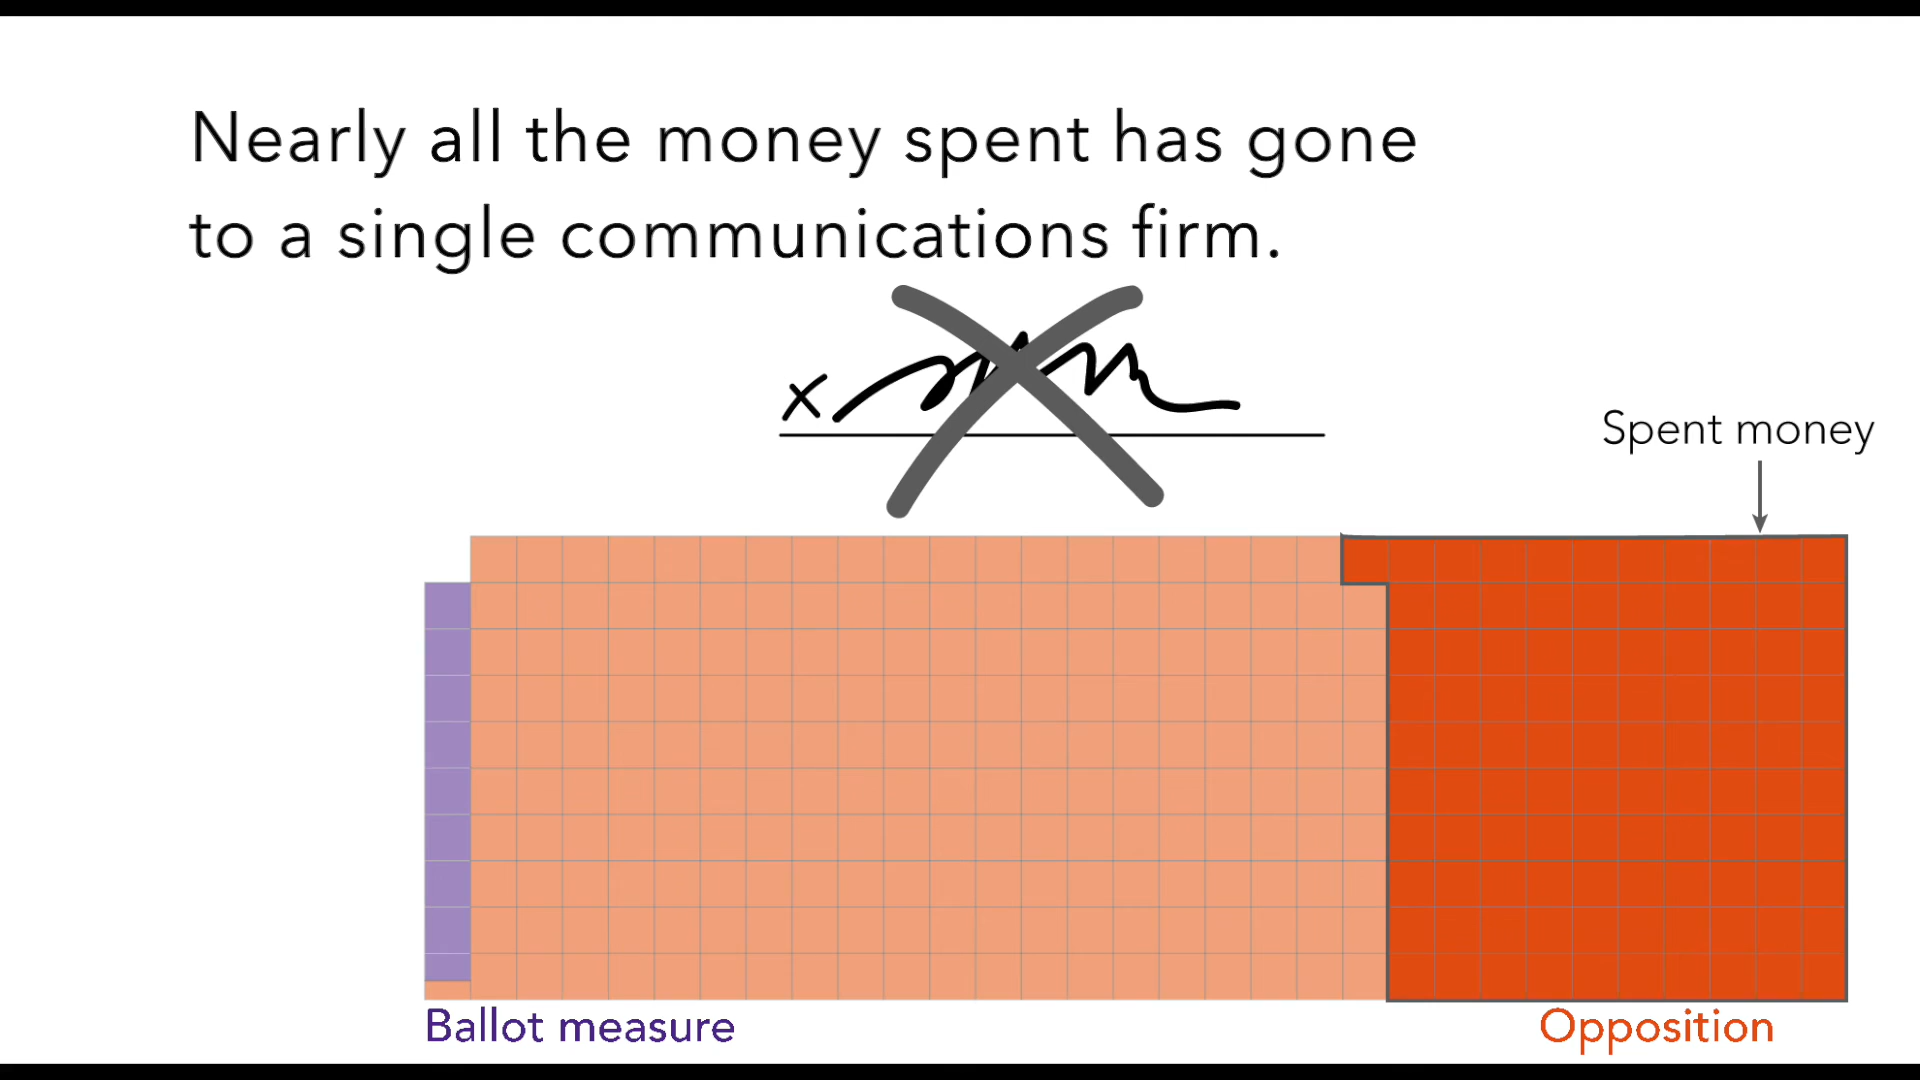 Nearly all the money spent has gone
to a single communications firm.
x
Spent money
Ballot measure
Opposition